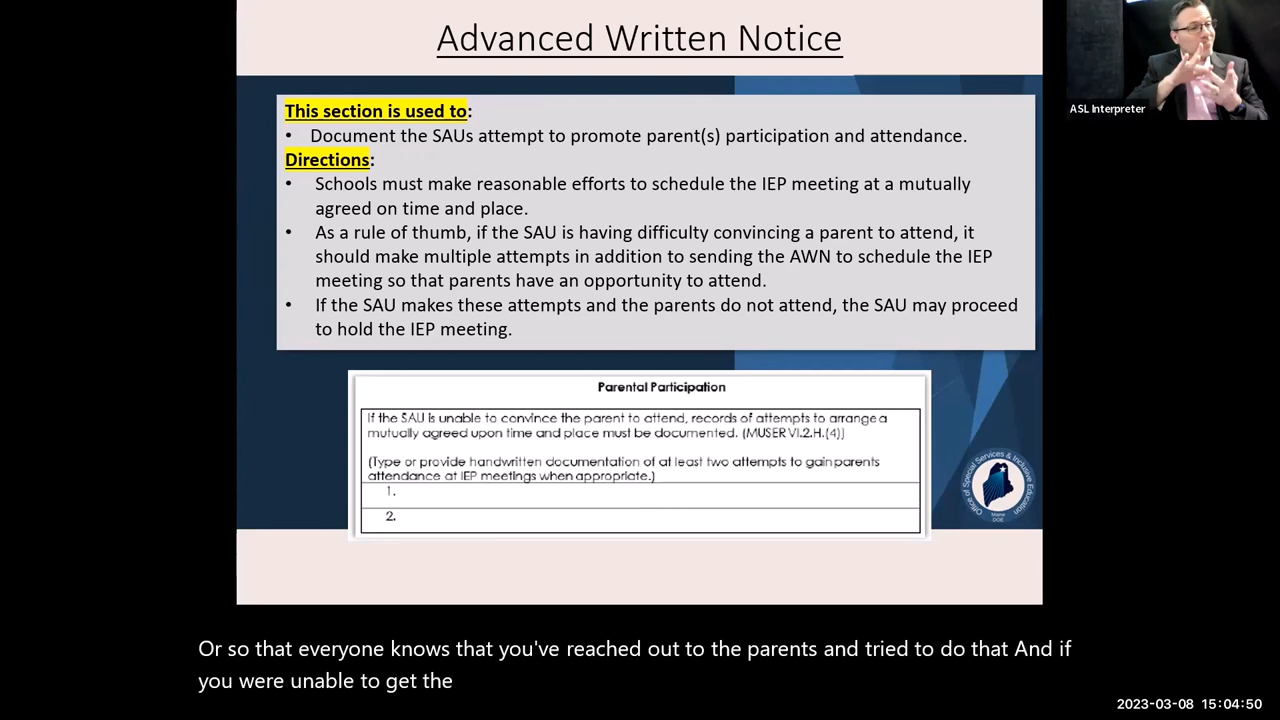 Advanced Written Notice
ASL Interpreter
This section is used to:
• Document the SAUs attempt to promote parent(s) participation and attendance.
Directions:
• Schools must make reasonable efforts to schedule the IEP meeting at a mutually
agreed on time and place.
• As a rule of thumb, if the SAU is having difficulty convincing a parent to attend, it
should make multiple attempts in addition to sending the AWN to schedule the IEP
meeting so that parents have an opportunity to attend.
• If the SAU makes these attempts and the parents do not attend, the SAU may proceed
to hold the IEP meeting.
Parental Participation
If the SAU is unable to convince the parent to attend, records of attempts to arrange a
mutually agreed upon time and place must be documented. (MUSER VI.2.H.(4))
(Type or provide handwritten documentation of at least two attempts to gain parents
attendance at IEP meetings when appropriate.)
1.
2.
Office of Special Services & Inclusive Education
Maine
DOE
Or so that everyone knows that you've reached out to the parents and tried to do that And if
you were unable to get the
2023-03-08 15:04:50